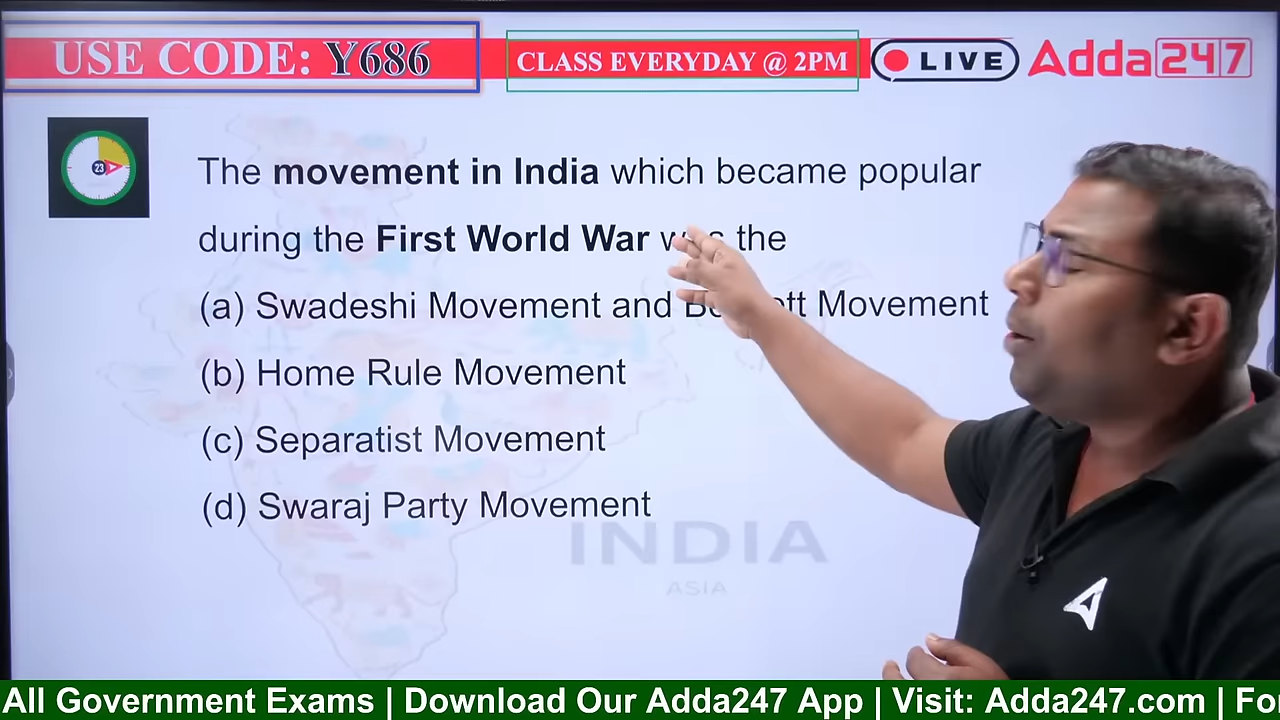 USE CODE: Y686
CLASS EVERYDAY @ 2PM
LIVE
Adda247
23
The movement in India which became popular
during the First World War the
(a) Swadeshi Movement and Movement
(b) Home Rule Movement
(c) Separatist Movement
(d) Swaraj Party Movement
INDIA
ASIA
All Government Exams | Download Our Adda247 App | Visit: Adda247.com | Fo